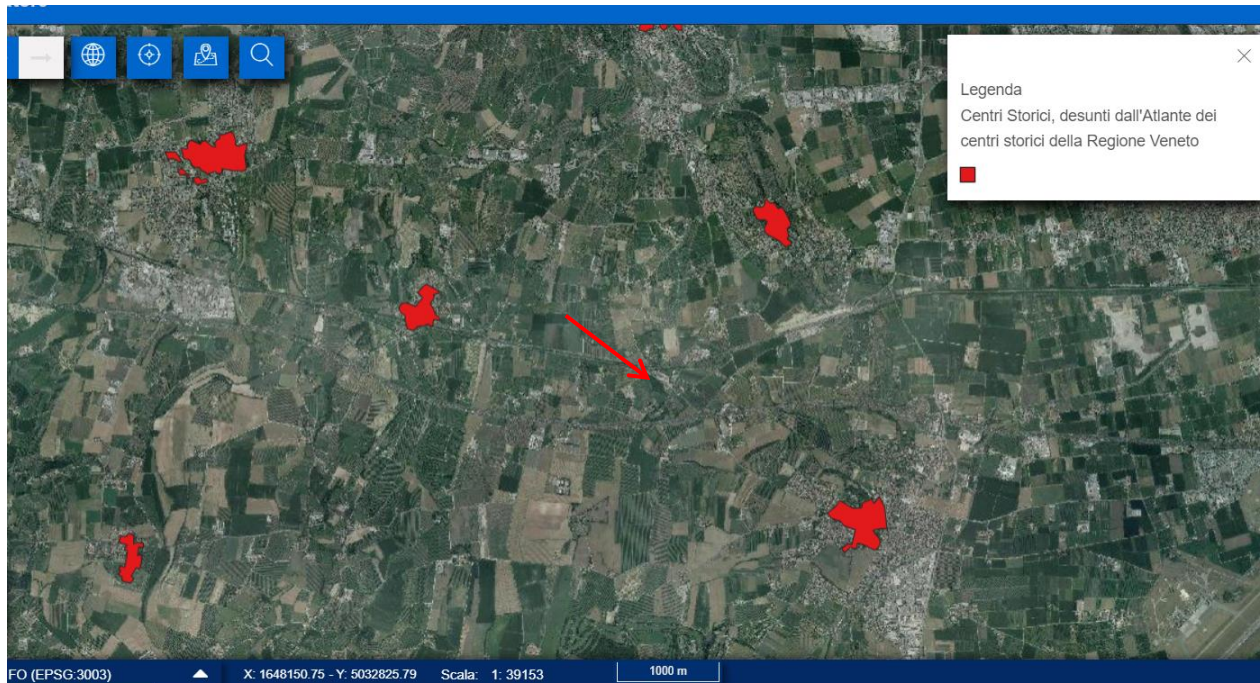 Legenda
Centri Storici, desunti dall'Atlante dei
centri storici della Regione Veneto
FO (EPSG:3003)
X: 1648150.75 - Y: 5032825.79
Scala: 1: 39153
1000 m